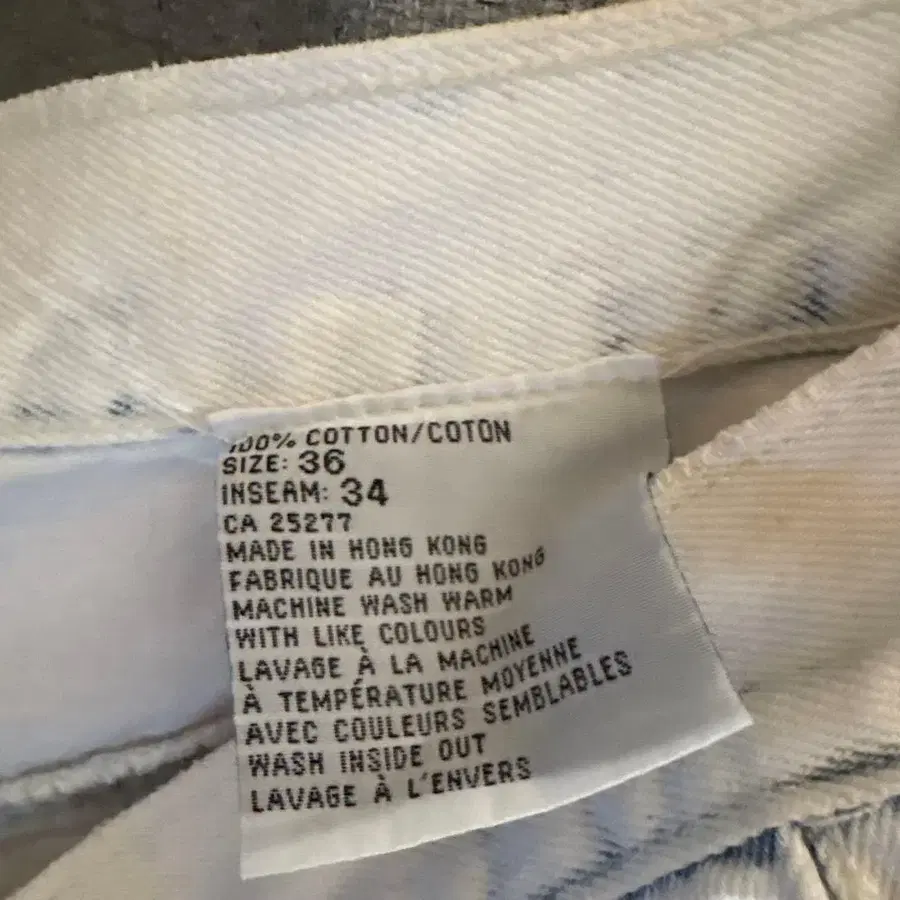 100% COTTON/COTON
SIZE: 36
INSEAM: 34
CA 25277
MADE IN HONG KONG
FABRIQUE AU HONG KONG
MACHINE WASH WARM
WITH LIKE COLOURS
LAVAGE À LA MACHINE
À TEMPÉRATURE MOYENNE
AVEC COULEURS SEMBLABLES
WASH INSIDE OUT
LAVAGE À L'ENVERS